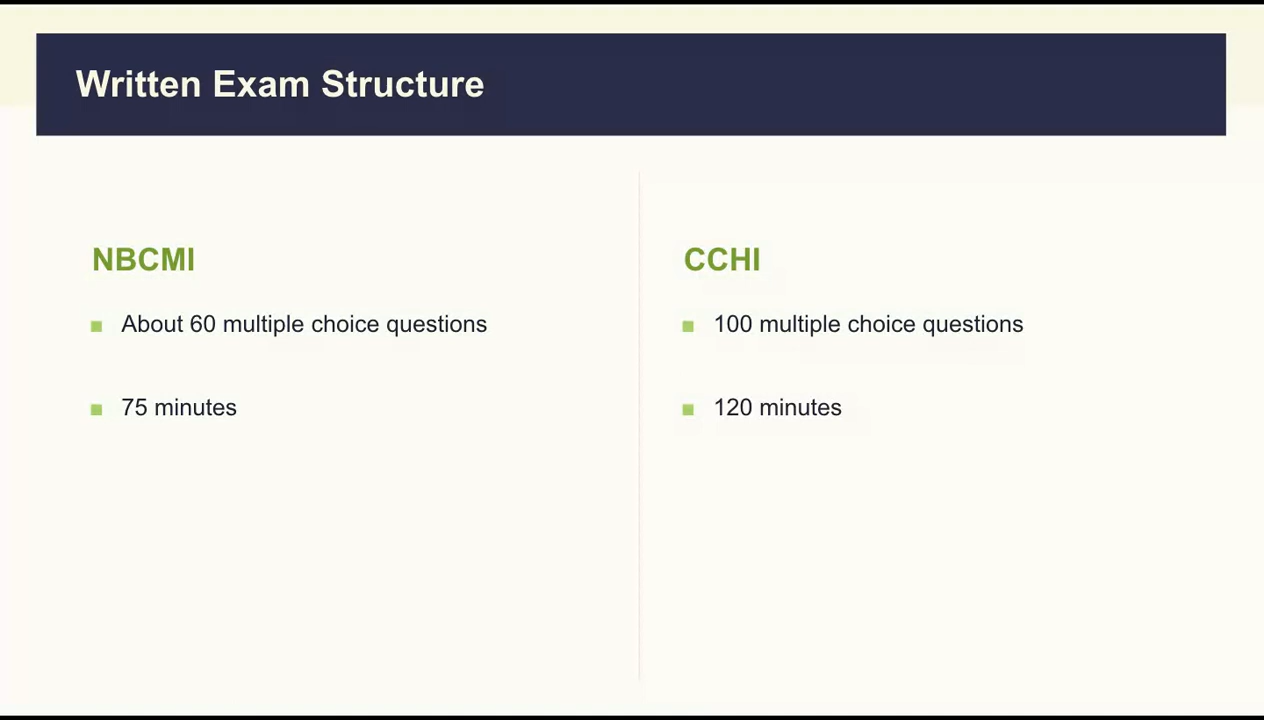 Written Exam Structure
NBCMI
About 60 multiple choice questions
75 minutes
CCHI
100 multiple choice questions
120 minutes